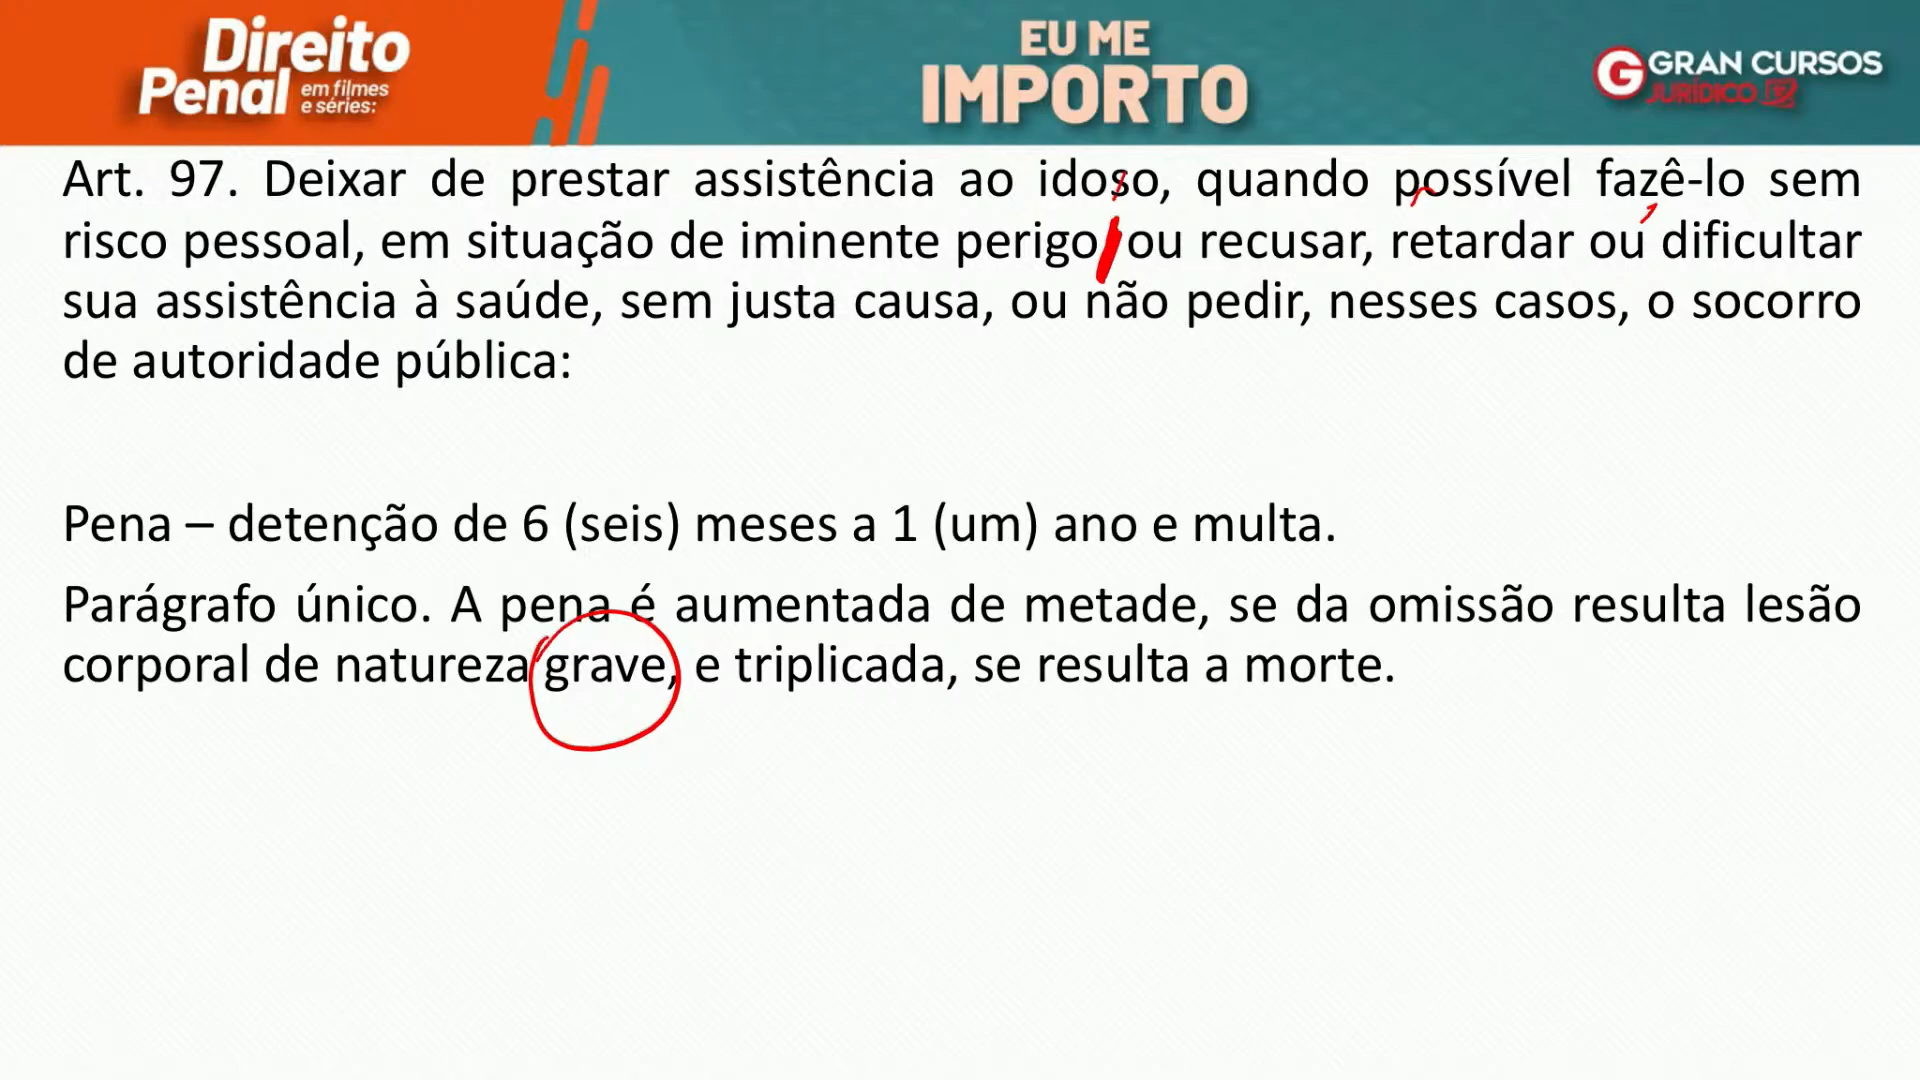 Direito
Penal em filmes
e séries:
EU ME
IMPORTO
GRAN CURSOS
JURÍDICO
Art. 97. Deixar de prestar assistência ao idoso, quando possível fazê-lo sem
risco pessoal, em situação de iminente perigo, ou recusar, retardar ou dificultar
sua assistência à saúde, sem justa causa, ou não pedir, nesses casos, o socorro
de autoridade pública:
Pena – detenção de 6 (seis) meses a 1 (um) ano e multa.
Parágrafo único. A pena é aumentada de metade, se da omissão resulta lesão
corporal de natureza grave, e triplicada, se resulta a morte.